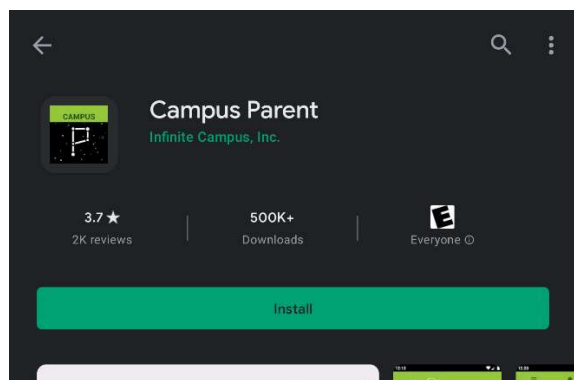 CAMPUS
P
Campus Parent
Infinite Campus, Inc.
3.7★
2K reviews
500K+
Downloads
E
Everyone
Install